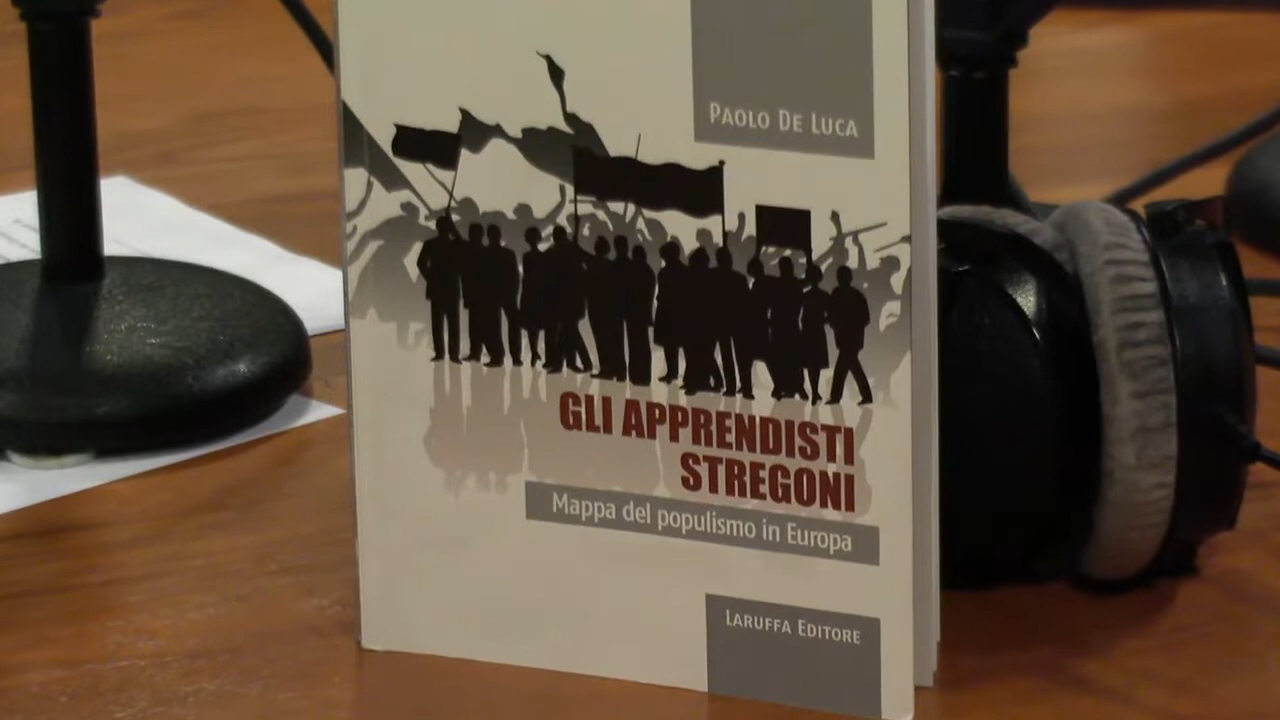 PAOLO DE LUCA
GLI APPRENDISTI
STREGONI
Mappa del populismo in Europa
LARUFFA EDITORE